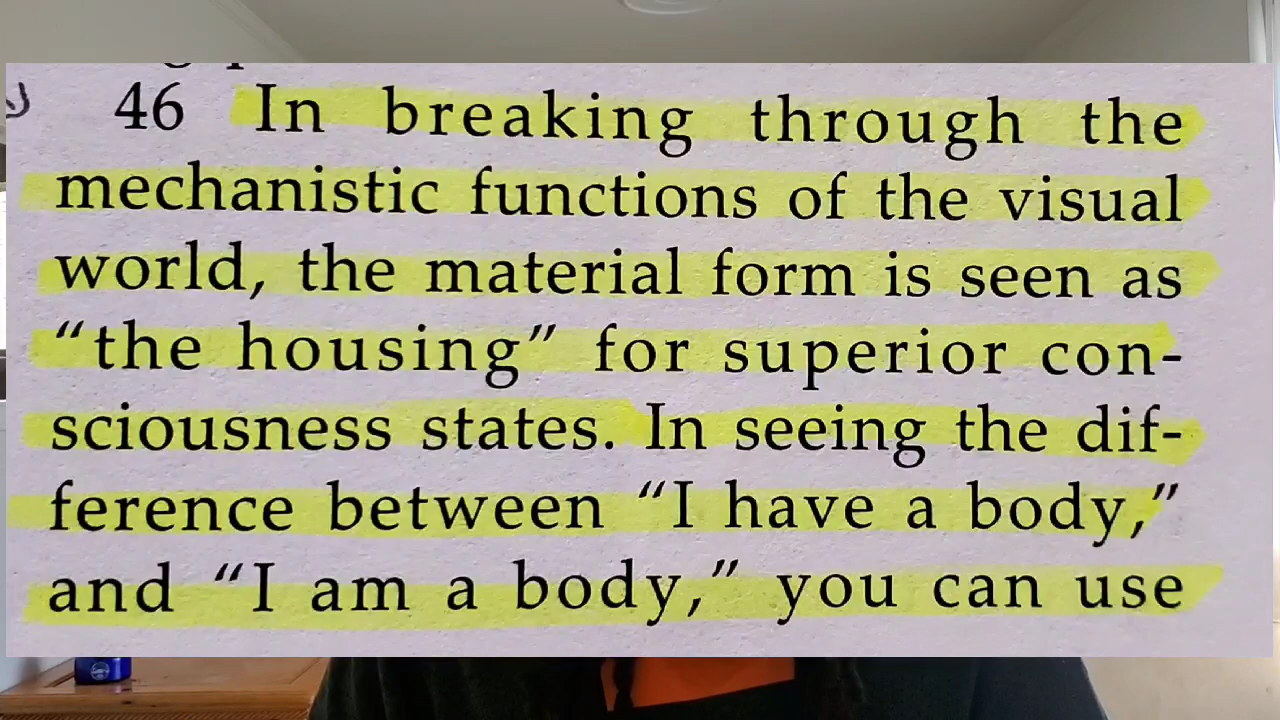 46 In breaking through the
mechanistic functions of the visual
world, the material form is seen as
“the housing” for superior con-
sciousness states. In seeing the dif-
ference between “I have a body,”
and “I am a body,” you can use